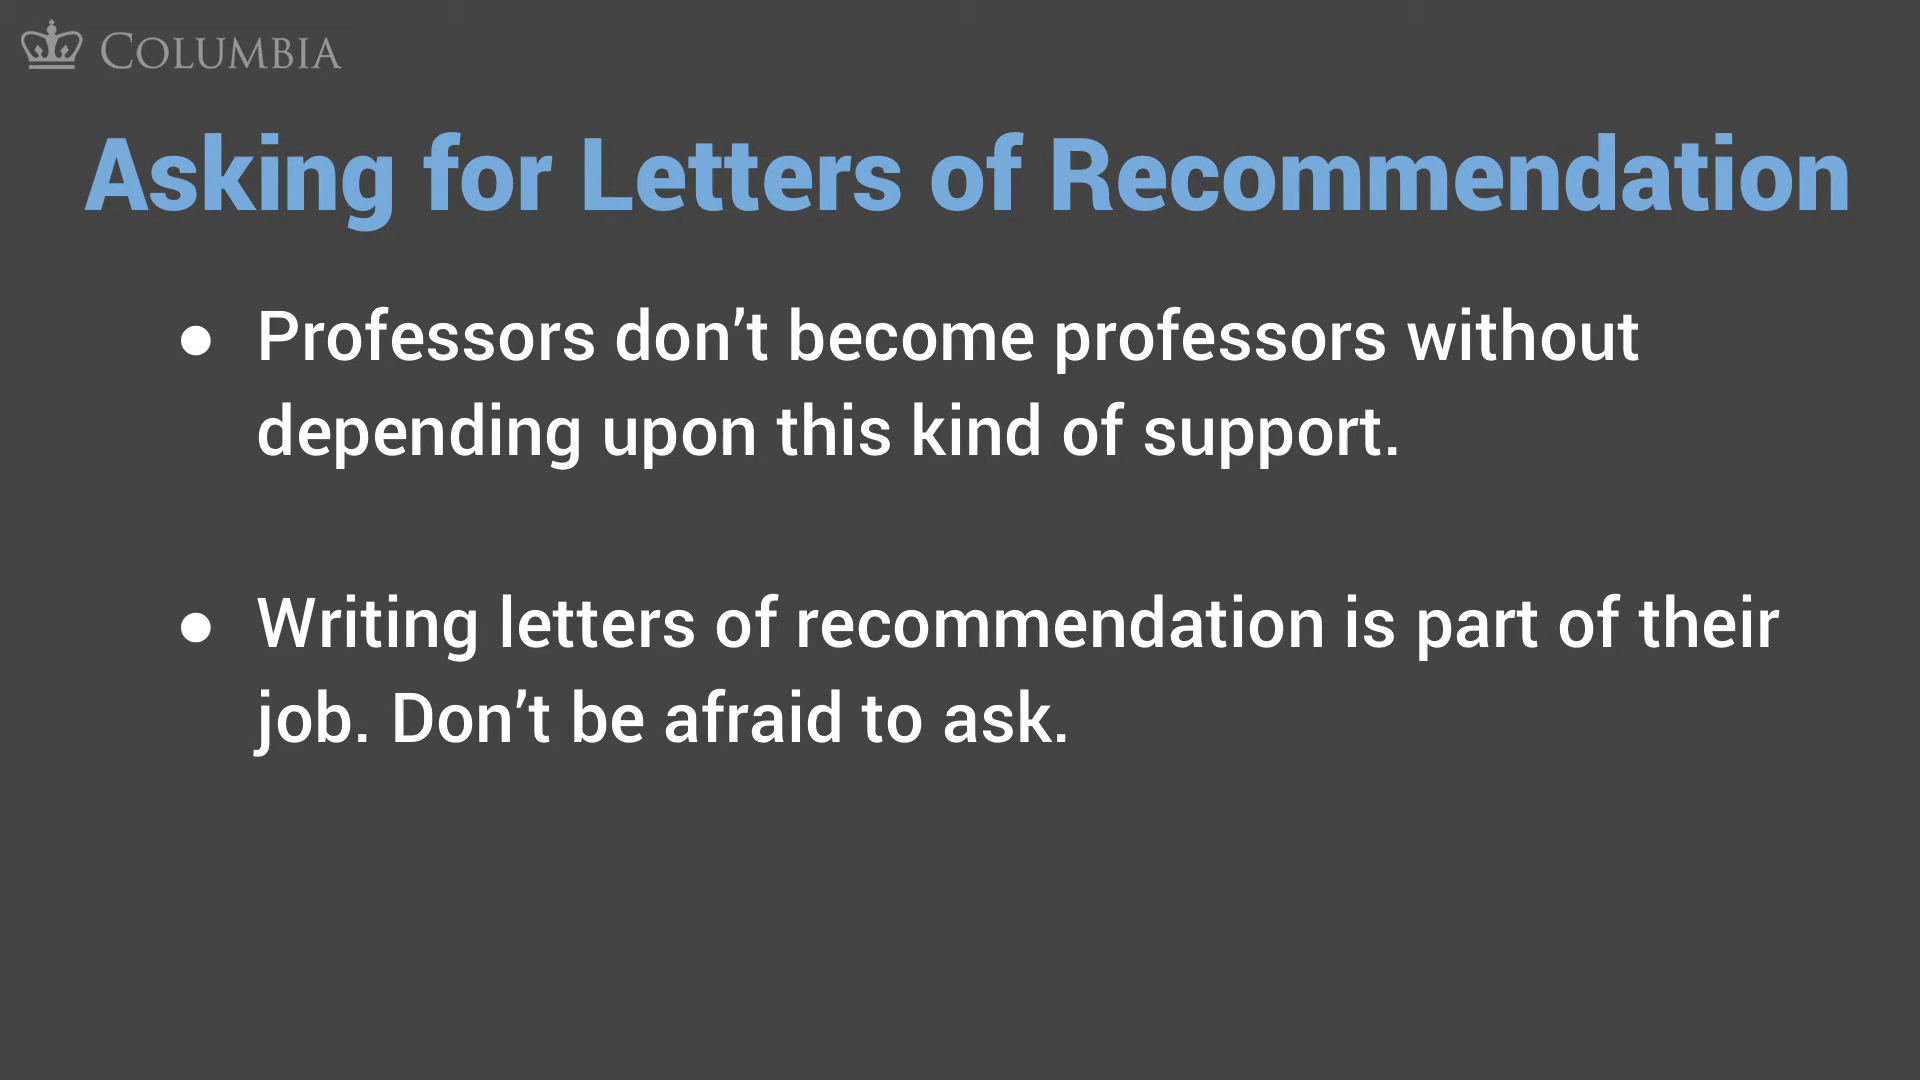 COLUMBIA
Asking for Letters of Recommendation
● Professors don’t become professors without
depending upon this kind of support.
● Writing letters of recommendation is part of their
job. Don’t be afraid to ask.